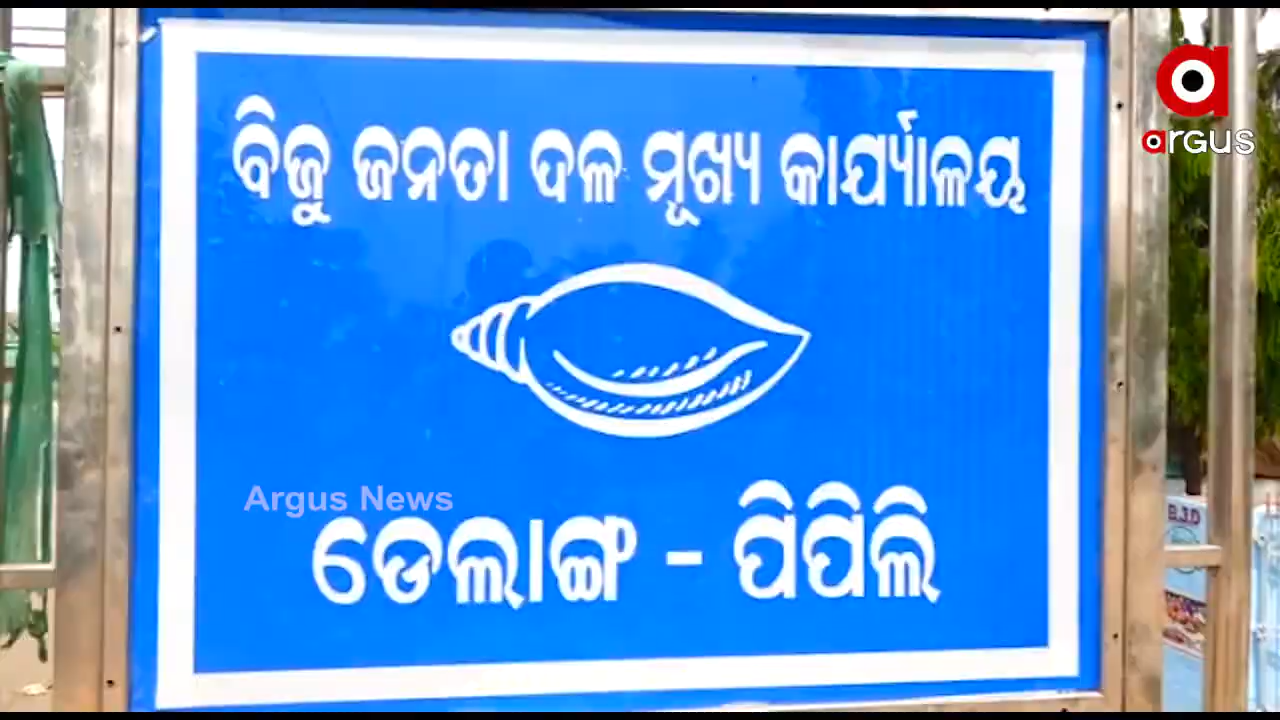 ବିଜୁ ଜନତା ଦଳ ମୂଖ୍ୟ କାର୍ଯ୍ୟାଳୟ
argus
Argus News
ଡେଲାଙ୍ଗ - ପିପିଲି
B.J.D